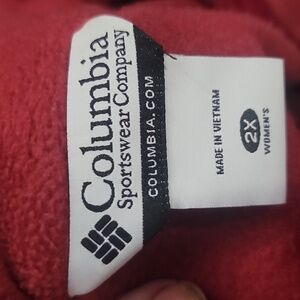 Columbia
Sportswear Company
COLUMBIA.COM
MADE IN VIETNAM
2X
WOMEN'S